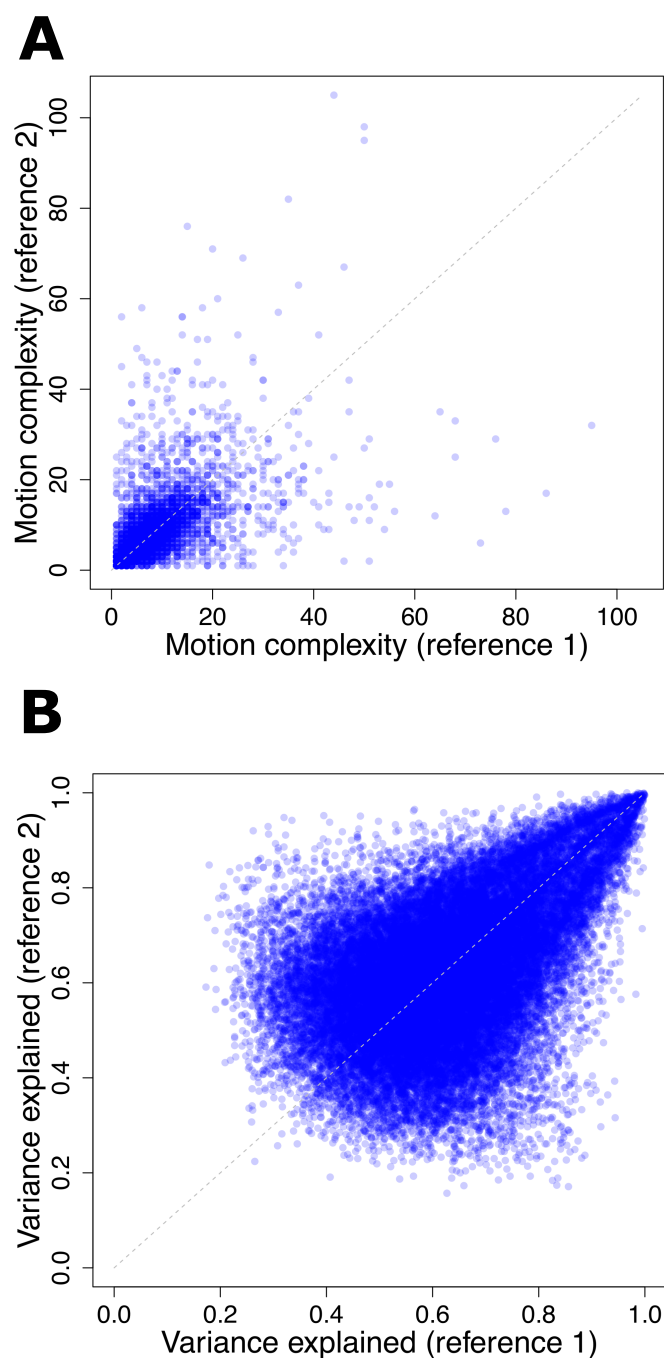 A
Motion complexity (reference 2)
100
80
60
40
20
0
0 20 40 60 80 100
Motion complexity (reference 1)
B
Variance explained (reference 2)
1.0
0.8
0.6
0.4
0.2
0.0
0.0 0.2 0.4 0.6 0.8 1.0
Variance explained (reference 1)